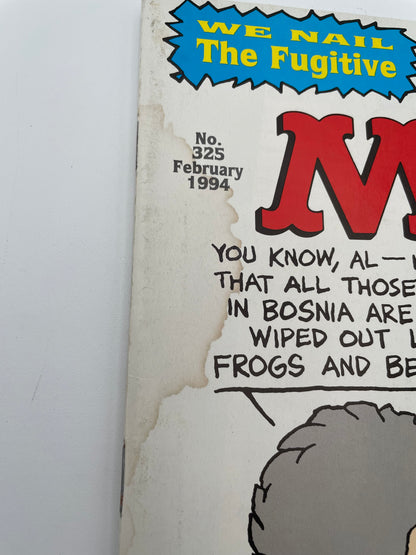 WE NAIL
The Fugitive
No.
325
February
1994
M
YOU KNOW, AL—
THAT ALL THOSE
IN BOSNIA ARE
WIPED OUT
FROGS AND